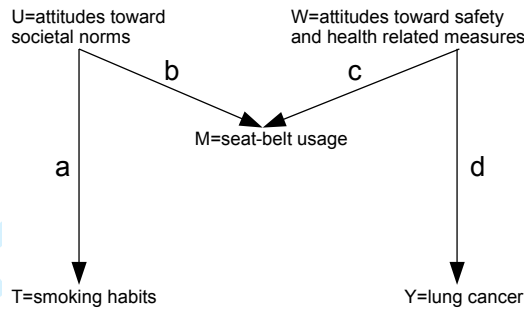 U=attitudes toward
societal norms
W=attitudes toward safety
and health related measures
b
c
M=seat-belt usage
a
d
T=smoking habits
Y=lung cancer